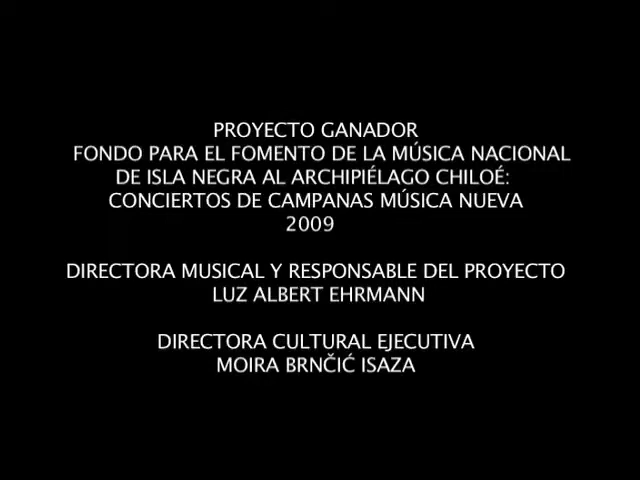 PROYECTO GANADOR
FONDO PARA EL FOMENTO DE LA MÚSICA NACIONAL
DE ISLA NEGRA AL ARCHIPIÉLAGO CHILOÉ:
CONCIERTOS DE CAMPANAS MÚSICA NUEVA
2009
DIRECTORA MUSICAL Y RESPONSABLE DEL PROYECTO
LUZ ALBERT EHRMANN
DIRECTORA CULTURAL EJECUTIVA
MOIRA BRNČIĆ ISAZA